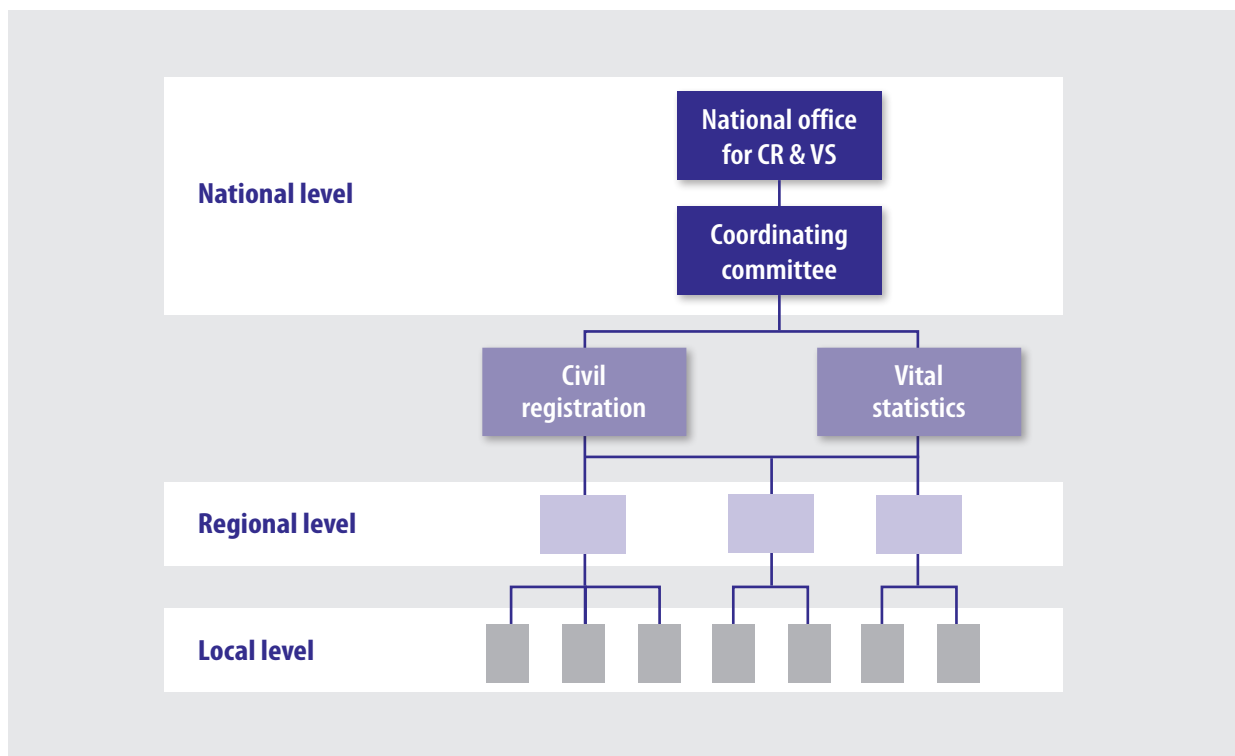 National office
for CR & VS
National level
Coordinating
committee
Civil
registration
Vital
statistics
Regional level
Local level